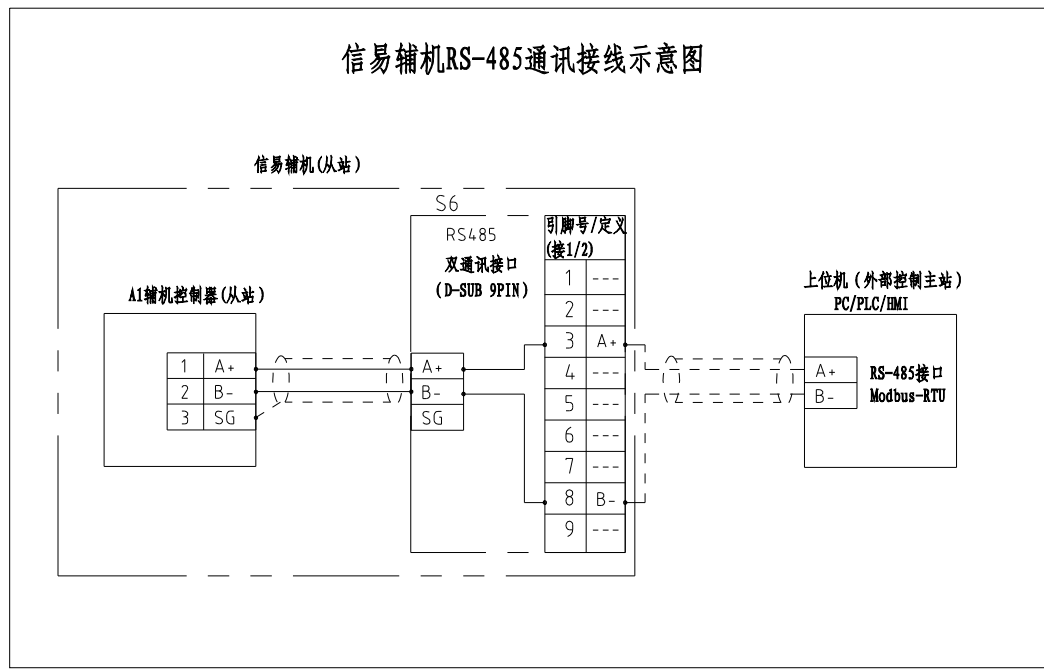 信易辅机RS-485通讯接线示意图
信易辅机(从站)
S6
RS485
双通讯接口
(D-SUB 9PIN)
引脚号/定义
(接1/2)
1 ---
2 ---
3 A+
4 ---
5 ---
6 ---
7 ---
8 B-
9 ---
A1辅机控制器(从站)
1 A+
2 B-
3 SG
A+
B-
SG
上位机(外部控制主站)
PC/PLC/HMI
A+
B-
RS-485接口
Modbus-RTU